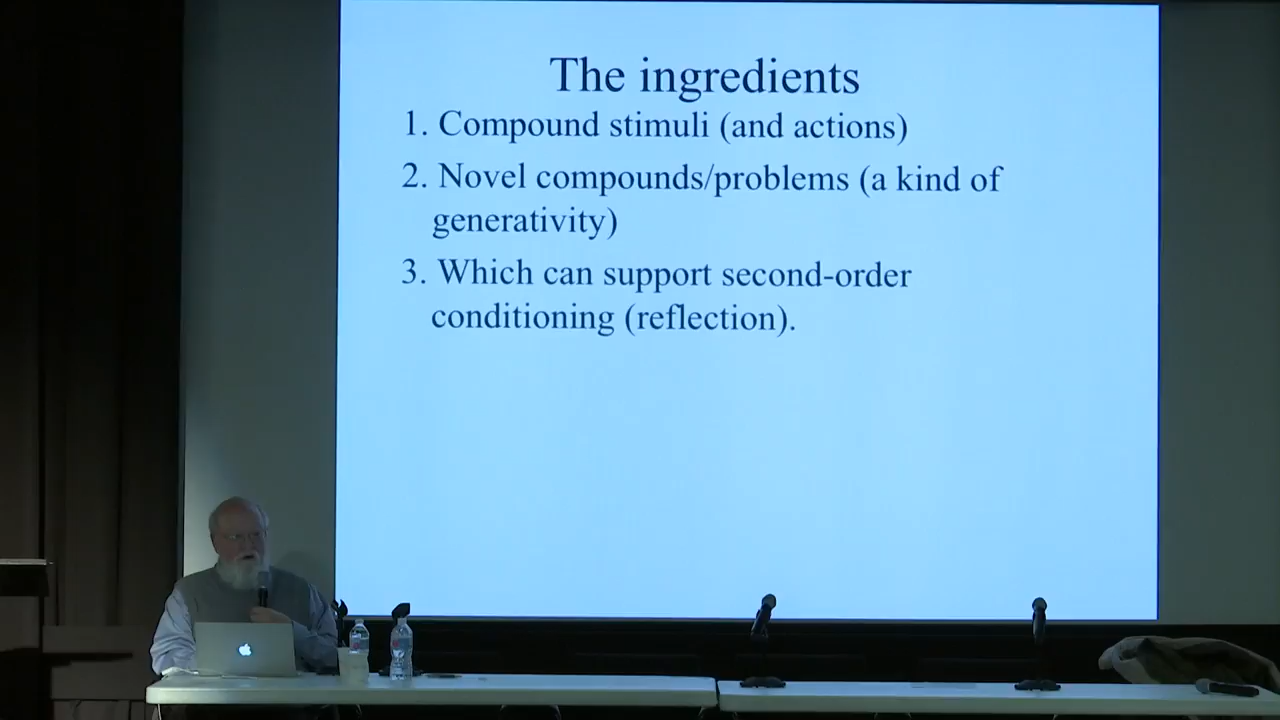 The ingredients
1. Compound stimuli (and actions)
2. Novel compounds/problems (a kind of
generativity)
3. Which can support second-order
conditioning (reflection).